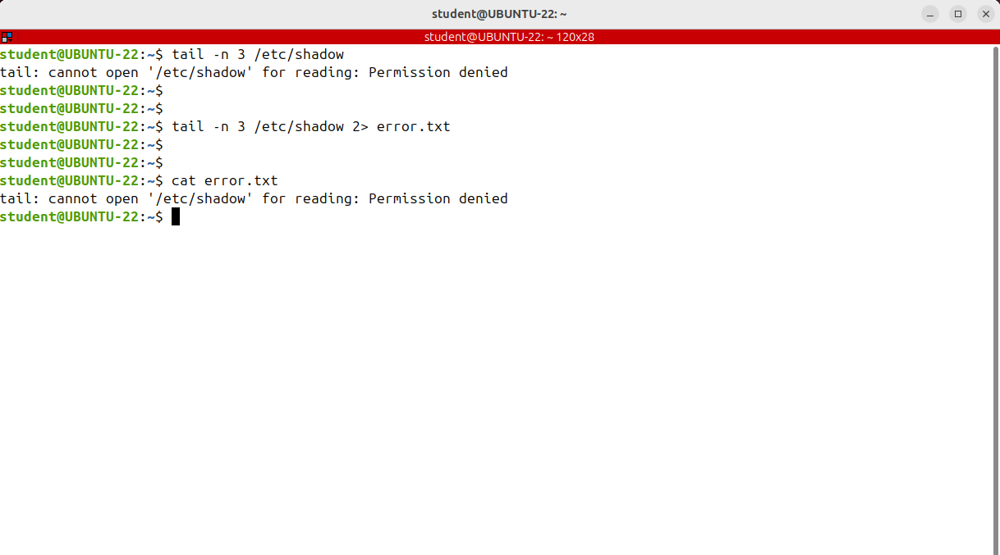 student@UBUNTU-22: ~
student@UBUNTU-22: ~ 120x28
student@UBUNTU-22:~$ tail -n 3 /etc/shadow
tail: cannot open '/etc/shadow' for reading: Permission denied
student@UBUNTU-22:~$
student@UBUNTU-22:~$
student@UBUNTU-22:~$ tail -n 3 /etc/shadow 2> error.txt
student@UBUNTU-22:~$
student@UBUNTU-22:~$
student@UBUNTU-22:~$ cat error.txt
tail: cannot open '/etc/shadow' for reading: Permission denied
student@UBUNTU-22:~$